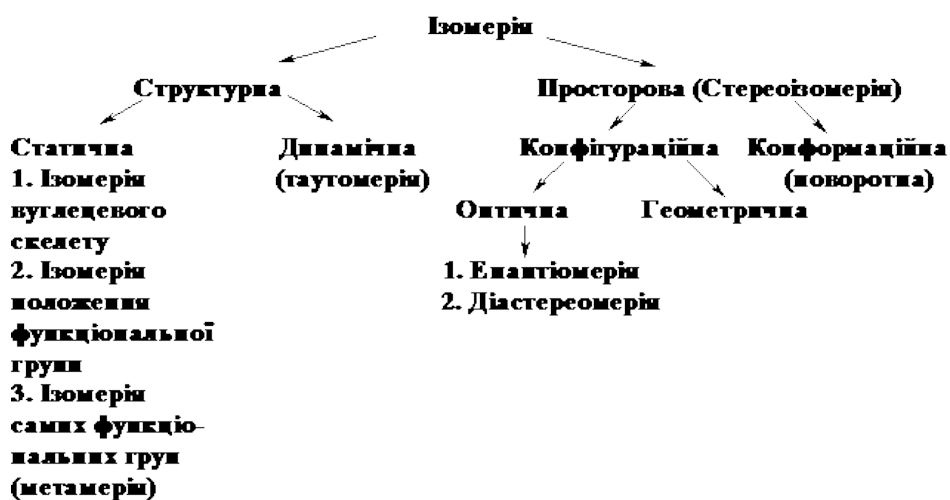 Ізомерія
Структурна
Просторова (Стереоізомерія)
Статична
1. Ізомерія
вуглецевого
скелету
2. Ізомерія
положення
функціональної
групи
3. Ізомерія
самих функціо-
нальних груп
(метамерія)
Динамічна
(таутомерія)
Конфігураційна
Конформаційна
(поворотна)
Оптична
Геометрична
1. Енантіомерія
2. Діастереомерія